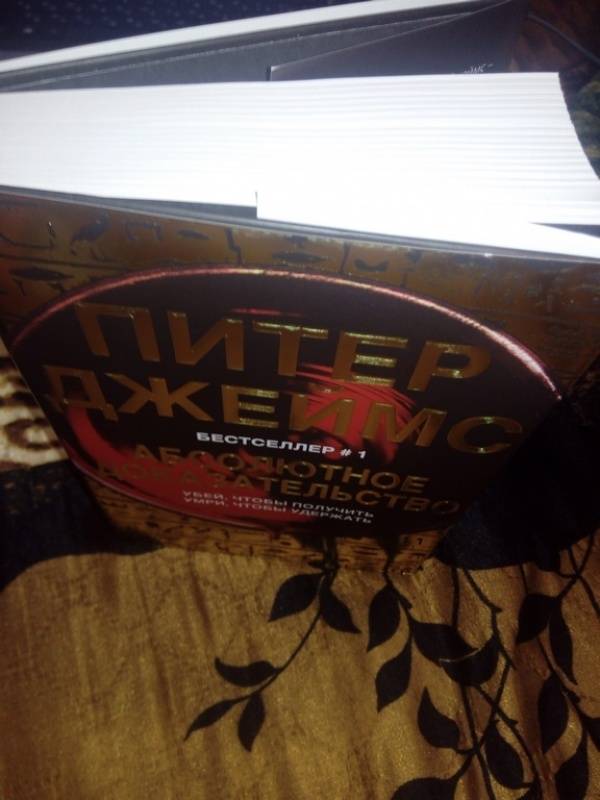 ПИТЕР
ДЖЕЙМС
БЕСТСЕЛЛЕР #1
АБСОЛЮТНОЕ
ДОКАЗАТЕЛЬСТВО
УБЕЙ, ЧТОБЫ ПОЛУЧИТЬ
УМРИ, ЧТОБЫ УДЕРЖАТЬ